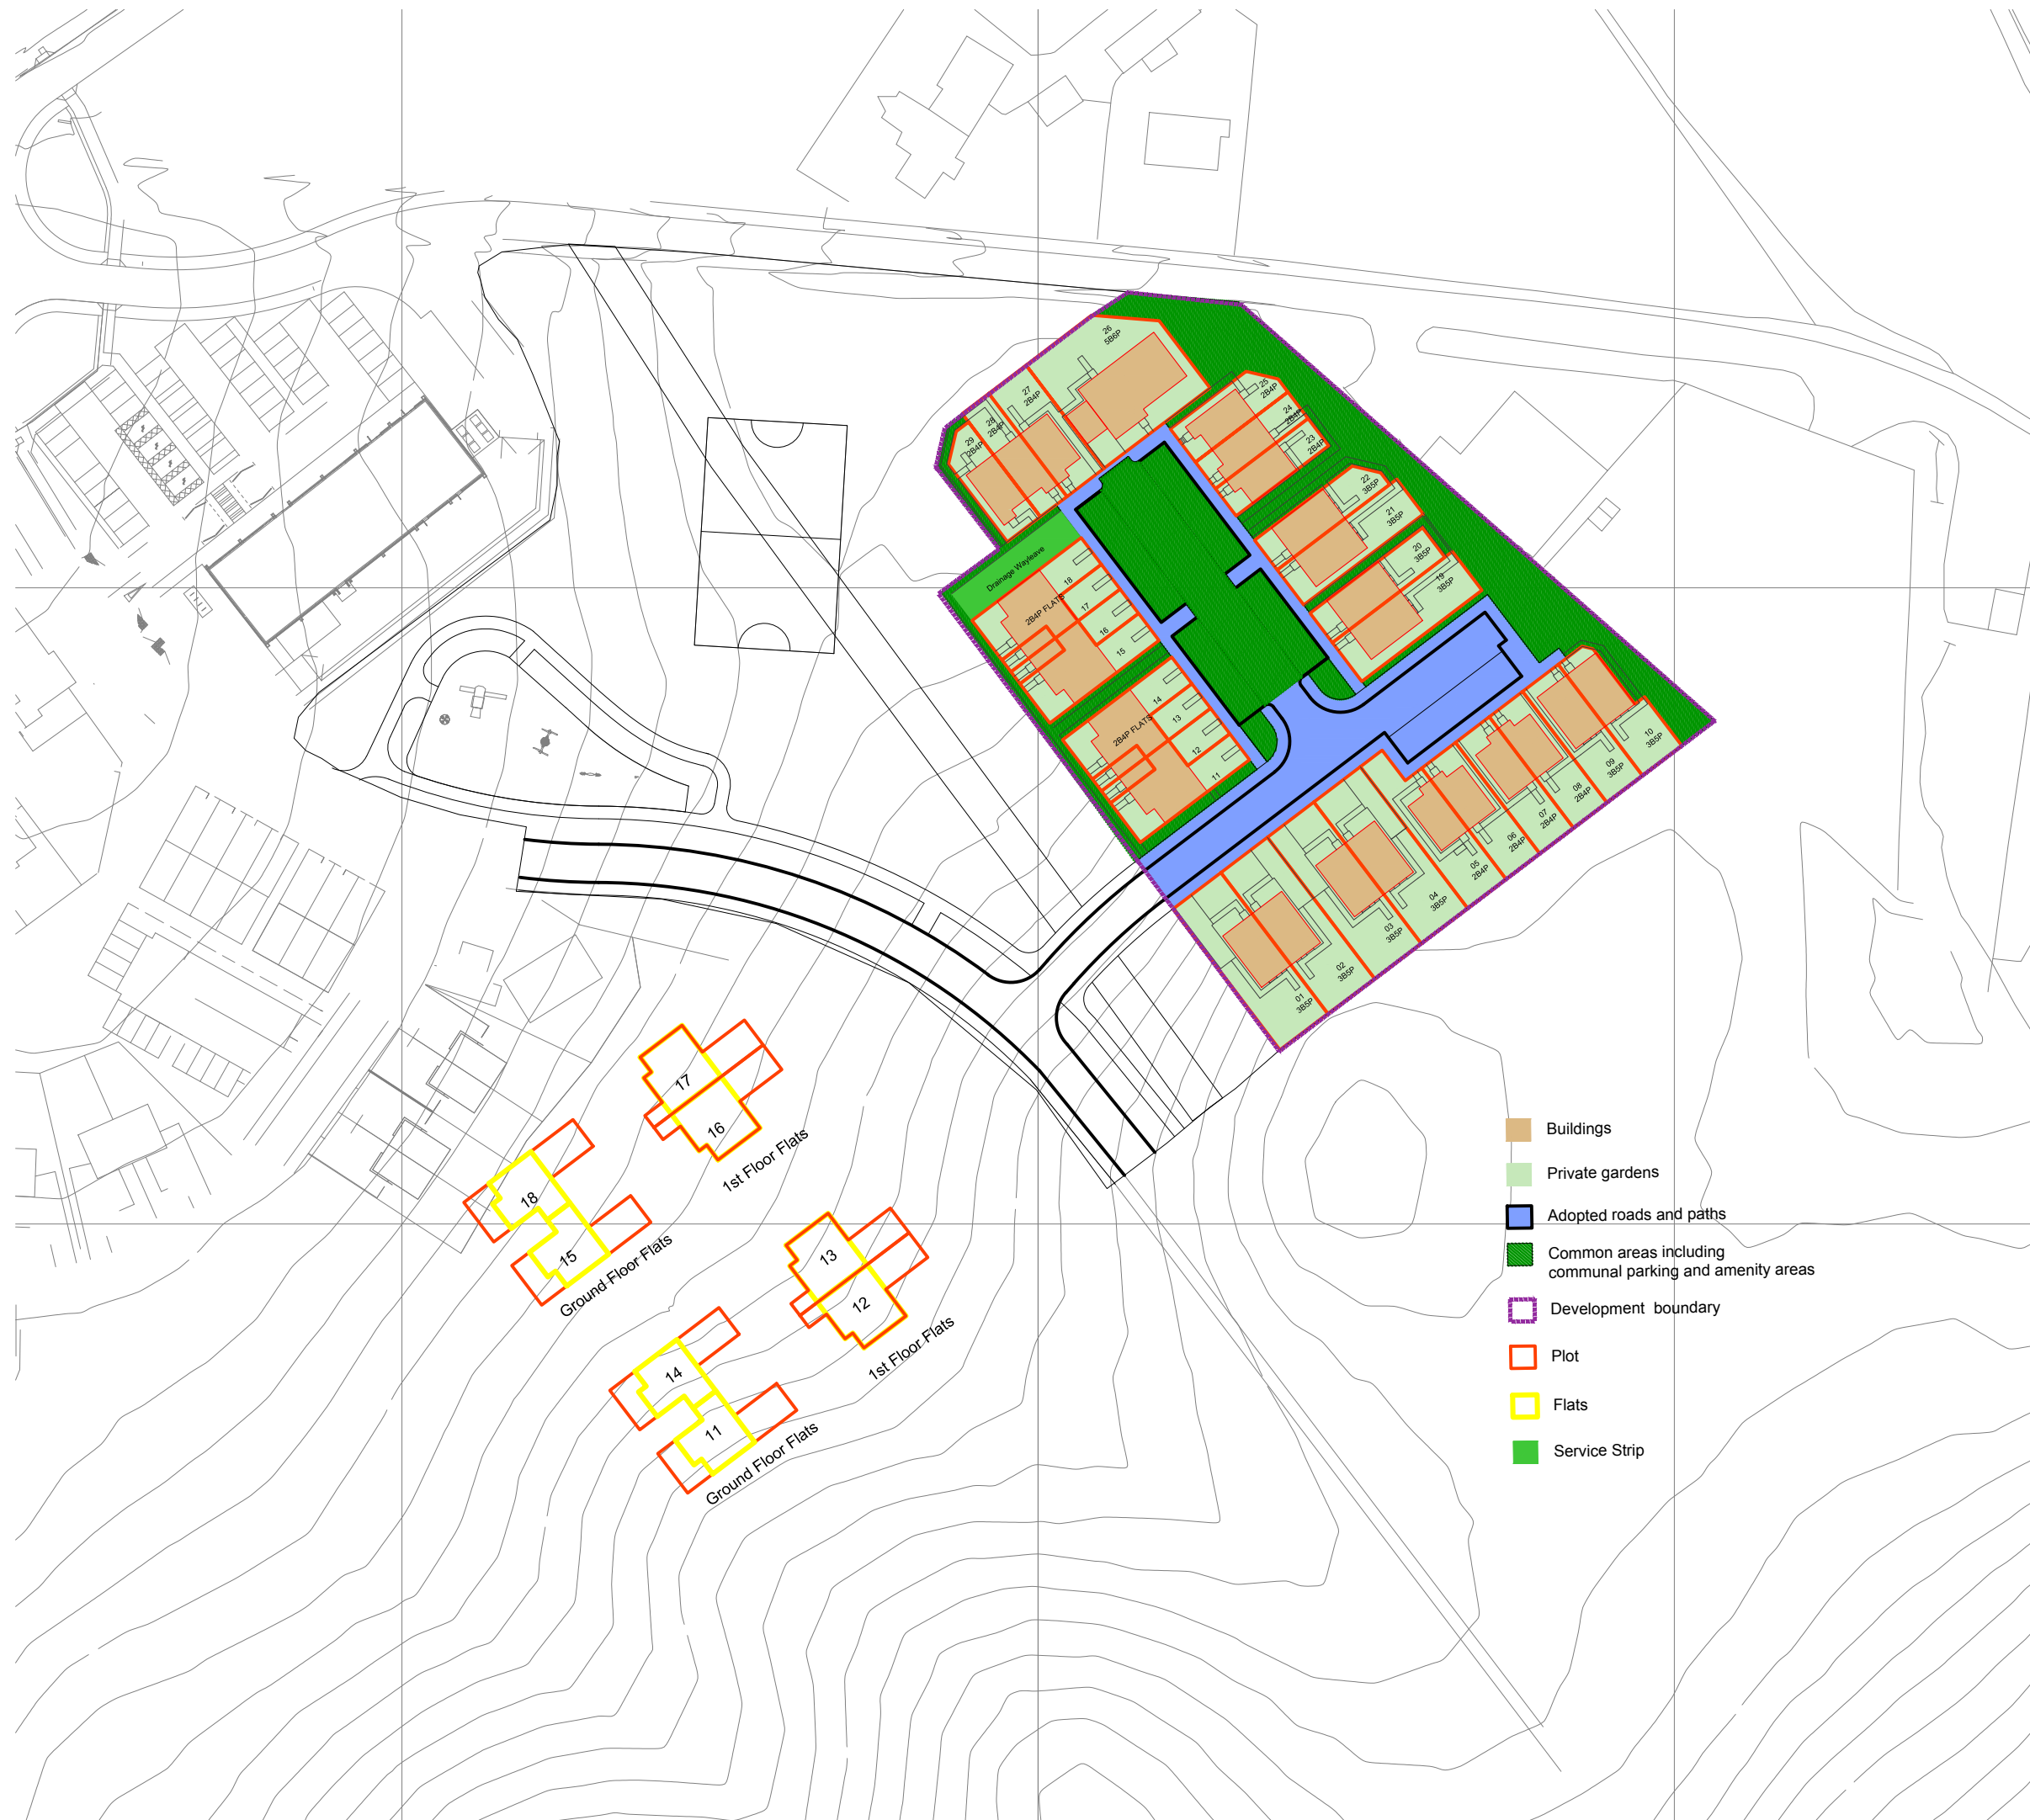 26
5B6P
27
2B4P
28
2B4P
29
2B4P
25
2B4P
24
2B4P
23
2B4P
22
3B5P
21
3B5P
20
3B5P
19
3B5P
Drainage Wayleave
2B4P FLATS
18
17
16
15
2B4P FLATS
14
13
12
11
10
3B5P
09
3B5P
08
2B4P
07
2B4P
06
2B4P
05
2B4P
04
3B5P
03
3B5P
02
3B5P
01
3B5P
17
16
1st Floor Flats
18
15
Ground Floor Flats
13
12
1st Floor Flats
14
11
Ground Floor Flats
Buildings
Private gardens
Adopted roads and paths
Common areas including
communal parking and amenity areas
Development boundary
Plot
Flats
Service Strip